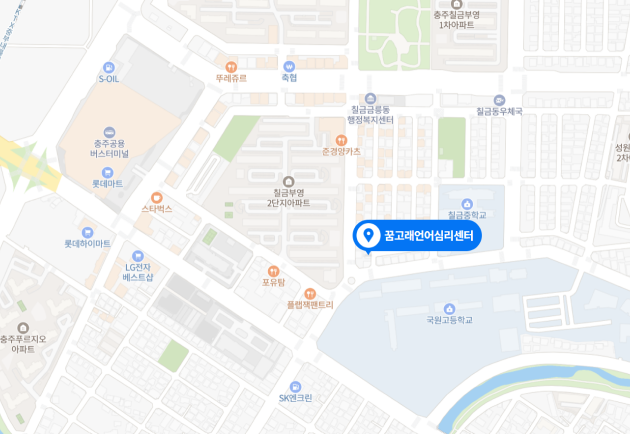 충주칠금부영
1차아파트
S-OIL
뚜레쥬르
축협
칠금금릉동
행정복지센터
칠금동우체국
충주공용
버스터미널
준경양카츠
성원
2차
롯데마트
칠금부영
2단지아파트
스타벅스
칠금중학교
꿈고래언어심리센터
롯데하이마트
LG전자
베스트샵
포유탐
플랩잭팬트리
국원고등학교
충주푸르지오
아파트
SK엔크린